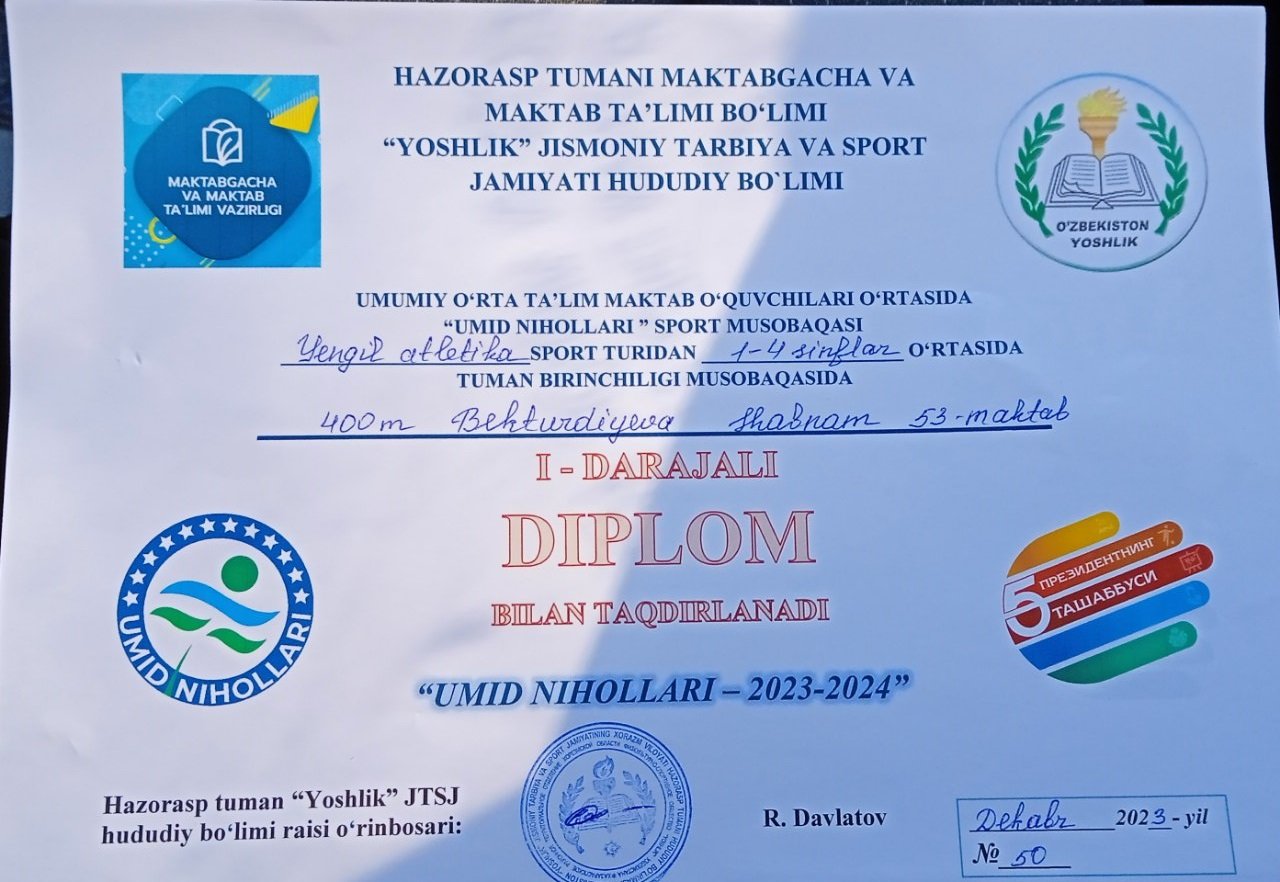 HAZORASP TUMANI MAKTABGACHA VA
MAKTAB TA’LIMI BO‘LIMI
“YOSHLIK” JISMONIY TARBIYA VA SPORT
JAMIYATI HUDUDIY BO`LIMI
MAKTABGACHA
VA MAKTAB
TA'LIMI VAZIRLIGI
O'ZBEKISTON
YOSHLIK
UMUMIY O‘RTA TA’LIM MAKTAB O‘QUVCHILARI O‘RTASIDA
“UMID NIHOLLARI ” SPORT MUSOBAQASI
Yengil atletika SPORT TURIDAN 1-4 sinflar O‘RTASIDA
TUMAN BIRINCHILIGI MUSOBAQASIDA
400m Bekturdiyeva Shabnam 53-maktab
I - DARAJALI
DIPLOM
BILAN TAQDIRLANADI
UMID NIHOLLARI
5 ПРЕЗИДЕНТНИНГ
ТАШАББУСИ
“UMID NIHOLLARI – 2023-2024”
Hazorasp tuman “Yoshlik” JTSJ
hududiy bo‘limi raisi o‘rinbosari:
R. Davlatov
Dekabr 2023 - yil
№ 50